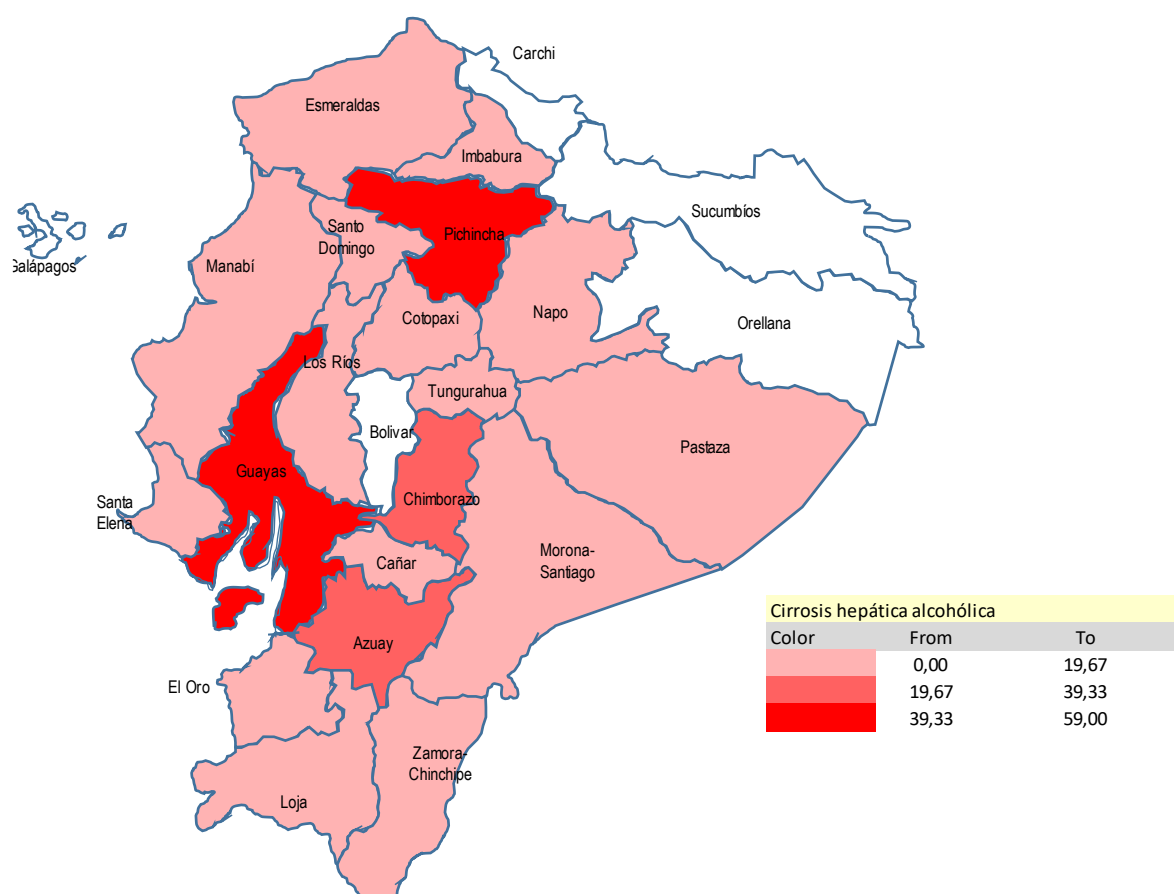 Carchi
Esmeraldas
Imbabura
Sucumbíos
Santo
Domingo
Pichincha
Manabí
Galápagos
Napo
Cotopaxi
Orellana
Los Ríos
Tungurahua
Bolivar
Pastaza
Guayas
Chimborazo
Santa
Elena
Morona-
Santiago
Cañar
Azuay
El Oro
Zamora-
Chinchipe
Loja
Cirrosis hepática alcohólica
Color From To
0,00 19,67
19,67 39,33
39,33 59,00